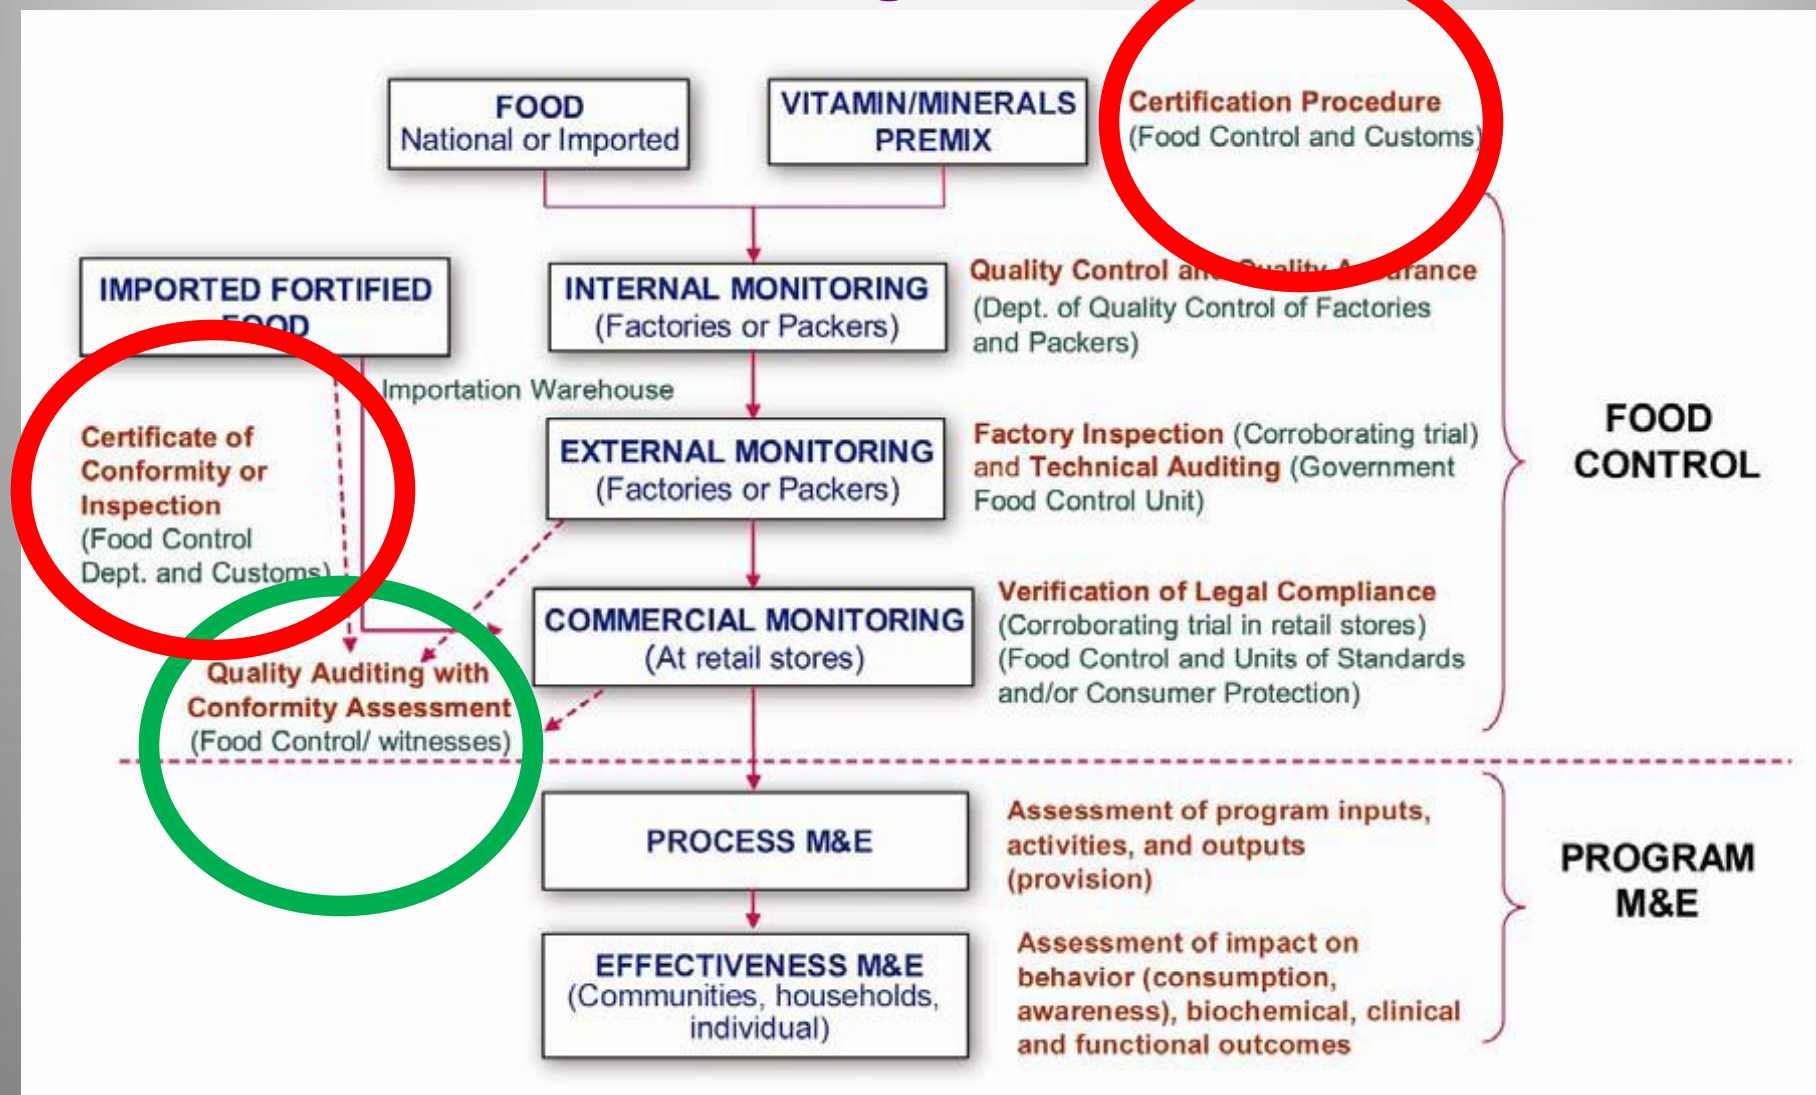 FOOD
National or Imported
VITAMIN/MINERALS
PREMIX
Certification Procedure
(Food Control and Customs)
IMPORTED FORTIFIED
FOOD
INTERNAL MONITORING
(Factories or Packers)
Quality Control and Quality Assurance
(Dept. of Quality Control of Factories
and Packers)
Importation Warehouse
Certificate of
Conformity or
Inspection
(Food Control
Dept. and Customs)
EXTERNAL MONITORING
(Factories or Packers)
Factory Inspection (Corroborating trial)
and Technical Auditing (Government
Food Control Unit)
FOOD
CONTROL
COMMERCIAL MONITORING
(At retail stores)
Verification of Legal Compliance
(Corroborating trial in retail stores)
(Food Control and Units of Standards
and/or Consumer Protection)
Quality Auditing with
Conformity Assessment
(Food Control/ witnesses)
PROCESS M&E
Assessment of program inputs,
activities, and outputs
(provision)
PROGRAM
M&E
EFFECTIVENESS M&E
(Communities, households,
individual)
Assessment of impact on
behavior (consumption,
awareness), biochemical, clinical
and functional outcomes